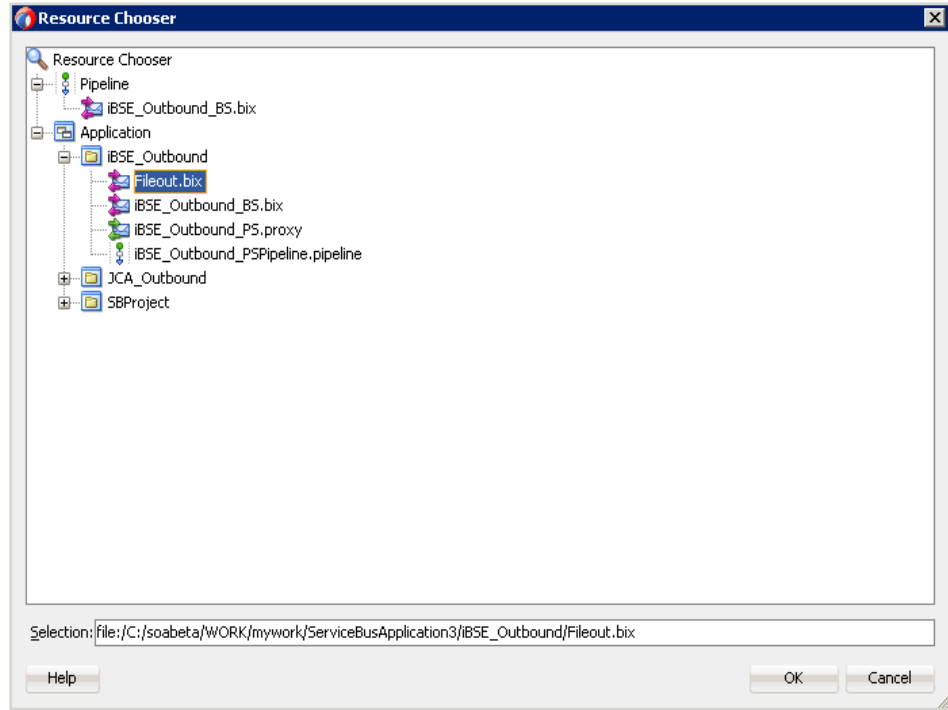 Resource Chooser
Resource Chooser
Pipeline
iBSE_Outbound_BS.bix
Application
iBSE_Outbound
Fileout.bix
iBSE_Outbound_BS.bix
iBSE_Outbound_PS.proxy
iBSE_Outbound_PSPipeline.pipeline
JCA_Outbound
SBProject
Selection: file:/C:/soabeta/WORK/mywork/ServiceBusApplication3/iBSE_Outbound/Fileout.bix
Help OK Cancel